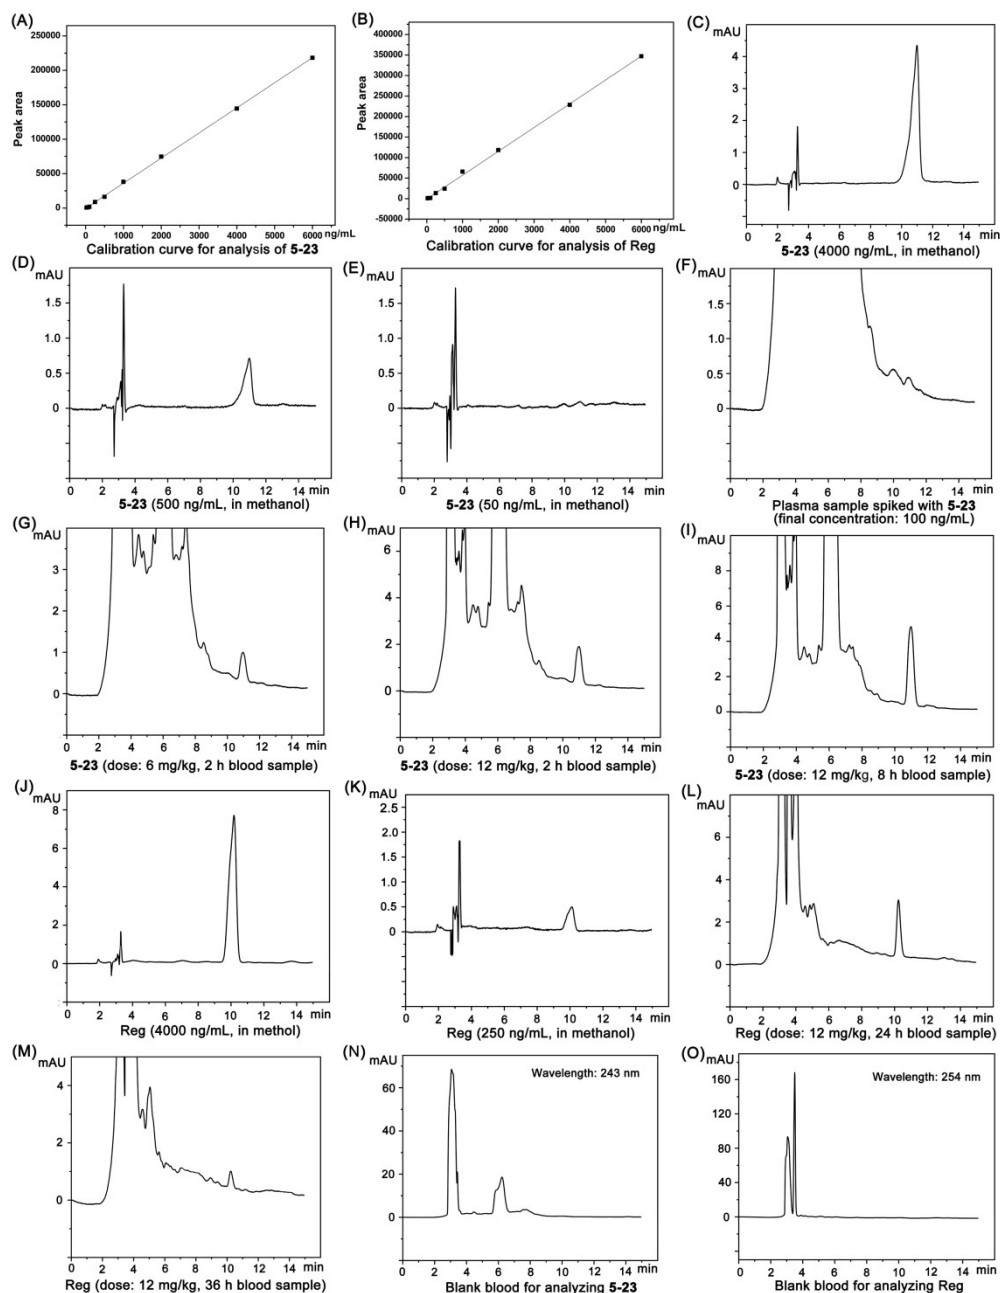 (A)
250000
200000
150000
100000
50000
0
Peak area
0 1000 2000 3000 4000 5000 6000 ng/mL
Calibration curve for analysis of 5-23
(B)
400000
350000
300000
250000
200000
150000
100000
50000
0
-50000
Peak area
0 1000 2000 3000 4000 5000 6000 ng/mL
Calibration curve for analysis of Reg
(C)
mAU
4
3
2
1
0
0 2 4 6 8 10 12 14 min
5-23 (4000 ng/mL, in methanol)
(D)
mAU
1.5
1.0
0.5
0
0 2 4 6 8 10 12 14 min
5-23 (500 ng/mL, in methanol)
(E)
mAU
1.5
1.0
0.5
0
0 2 4 6 8 10 12 14 min
5-23 (50 ng/mL, in methanol)
(F)
mAU
1.5
1.0
0.5
0
0 2 4 6 8 10 12 14 min
Plasma sample spiked with 5-23
(final concentration: 100 ng/mL)
(G)
mAU
3
2
1
0
0 2 4 6 8 10 12 14 min
5-23 (dose: 6 mg/kg, 2 h blood sample)
(H)
mAU
6
4
2
0
0 2 4 6 8 10 12 14 min
5-23 (dose: 12 mg/kg, 2 h blood sample)
(I)
mAU
8
6
4
2
0
0 2 4 6 8 10 12 14 min
5-23 (dose: 12 mg/kg, 8 h blood sample)
(J)
mAU
8
6
4
2
0
0 2 4 6 8 10 12 14 min
Reg (4000 ng/mL, in methol)
(K)
mAU
2.5
2.0
1.5
1.0
0.5
0
0 2 4 6 8 10 12 14 min
Reg (250 ng/mL, in methanol)
(L)
mAU
6
4
2
0
0 2 4 6 8 10 12 14 min
Reg (dose: 12 mg/kg, 24 h blood sample)
(M)
mAU
4
2
0
0 2 4 6 8 10 12 14 min
Reg (dose: 12 mg/kg, 36 h blood sample)
(N)
mAU
Wavelength: 243 nm
60
40
20
0
0 2 4 6 8 10 12 14 min
Blank blood for analyzing 5-23
(O)
mAU
Wavelength: 254 nm
160
120
80
40
0
0 2 4 6 8 10 12 14 min
Blank blood for analyzing Reg